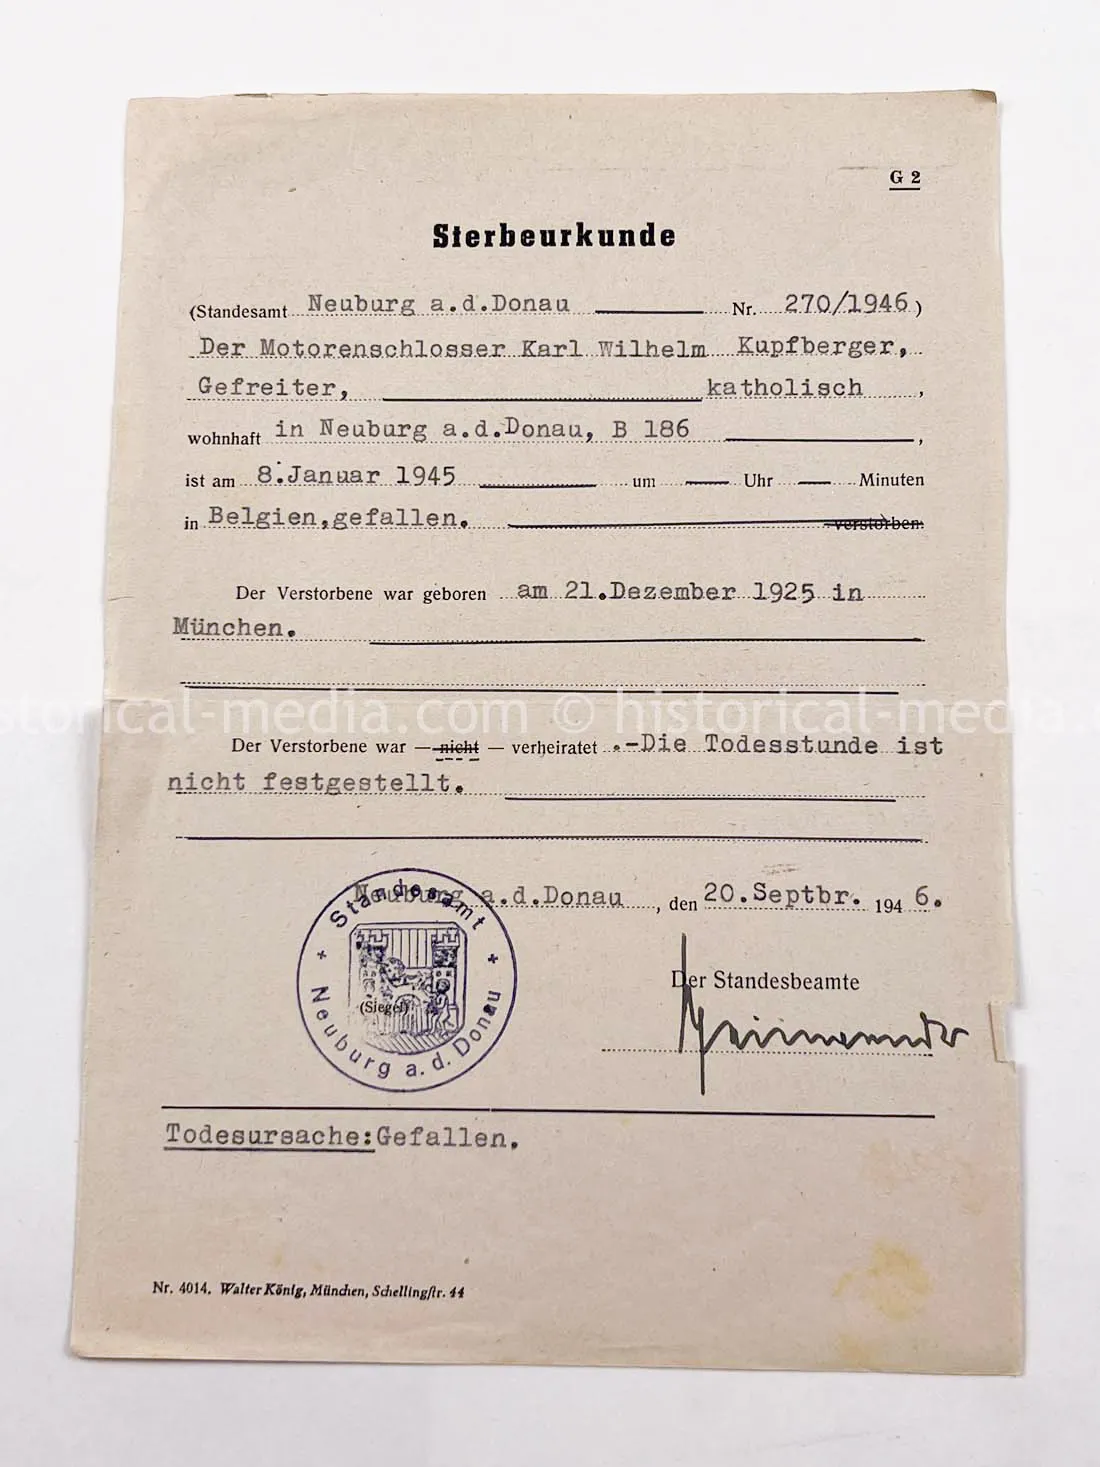 G 2
Sterbeurkunde
(Standesamt Neuburg a.d.Donau Nr. 270/1946)
Der Motorenschlosser Karl Wilhelm Kupfberger,
Gefreiter, katholisch,
wohnhaft in Neuburg a.d.Donau, B 186,
ist am 8.Januar 1945 um — Uhr — Minuten
in Belgien,gefallen. verstorben.
Der Verstorbene war geboren am 21.Dezember 1925 in
München.
historical-media.com © historical-media
Der Verstorbene war — nicht — verheiratet .-Die Todesstunde ist
nicht festgestellt.
Neuburg a.d.Donau, den 20.Septbr. 1946.
Standesamt
Neuburg a. d. Donau
(Siegel)
Der Standesbeamte
Todesursache:Gefallen.
Nr. 4014. Walter König, München, Schellingstr. 44